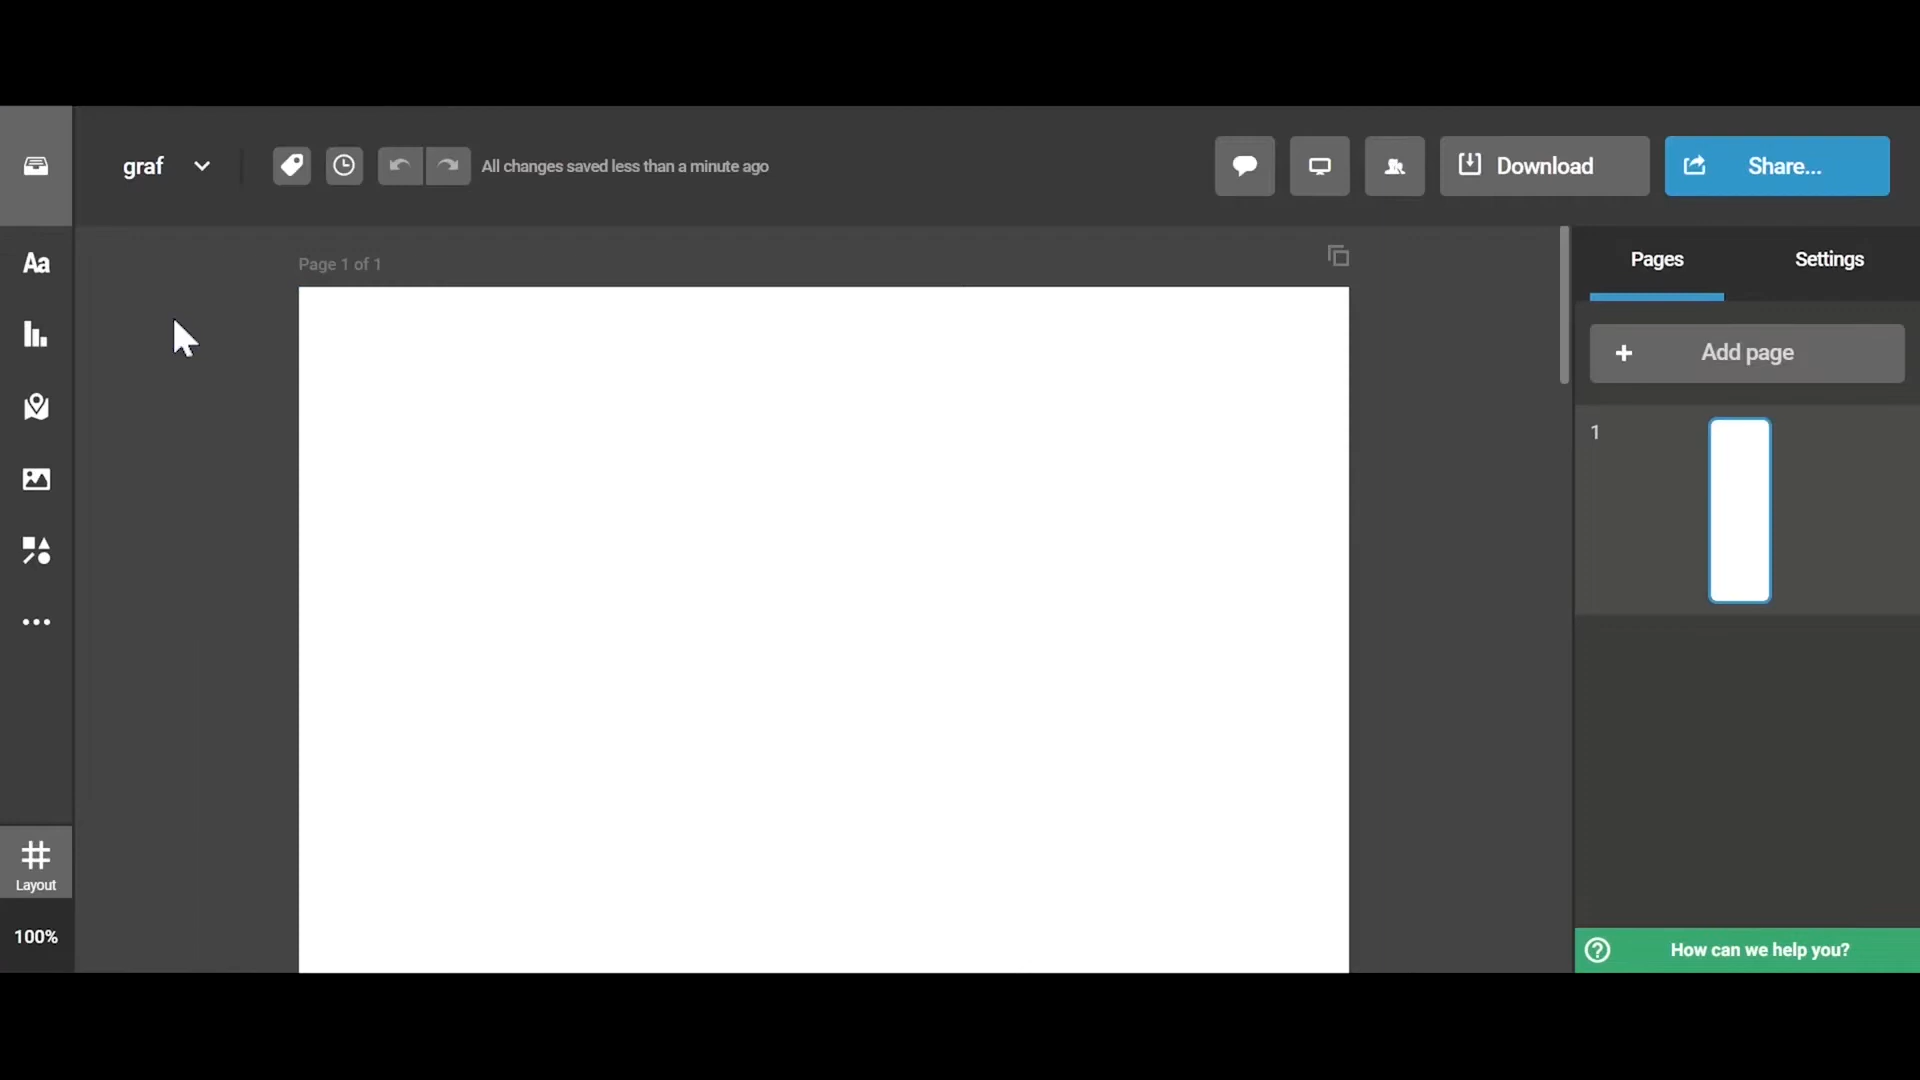 graf
All changes saved less than a minute ago
Download
Share...
Aa
Page 1 of 1
Pages
Settings
+ Add page
1
Layout
100%
? How can we help you?